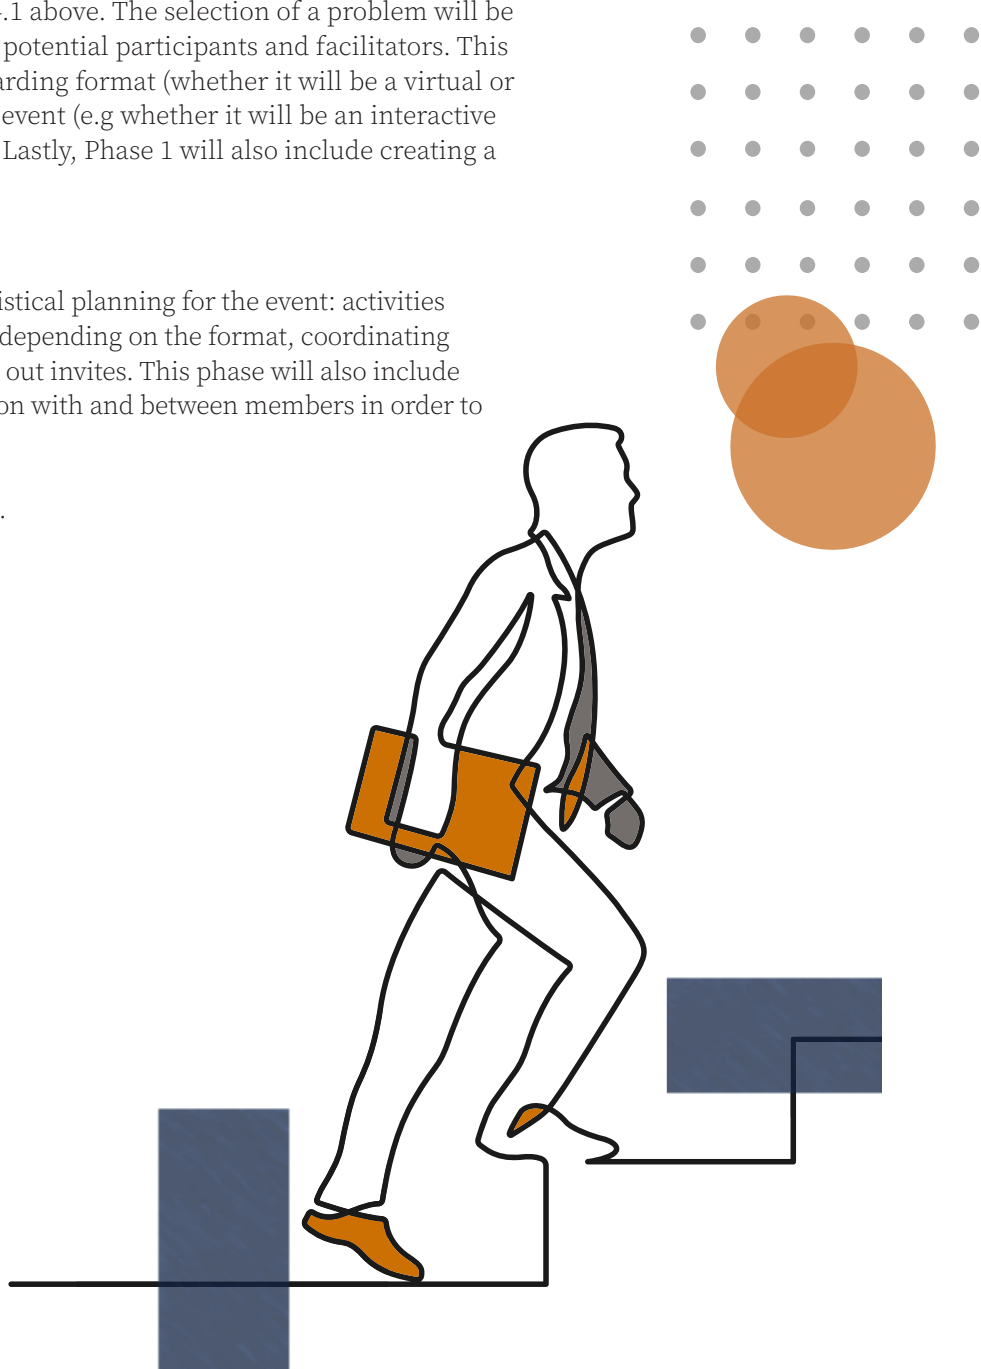 .1 above. The selection of a problem will be
potential participants and facilitators. This
arding format (whether it will be a virtual or
event (e.g whether it will be an interactive
Lastly, Phase 1 will also include creating a
istical planning for the event: activities
depending on the format, coordinating
out invites. This phase will also include
on with and between members in order to
.